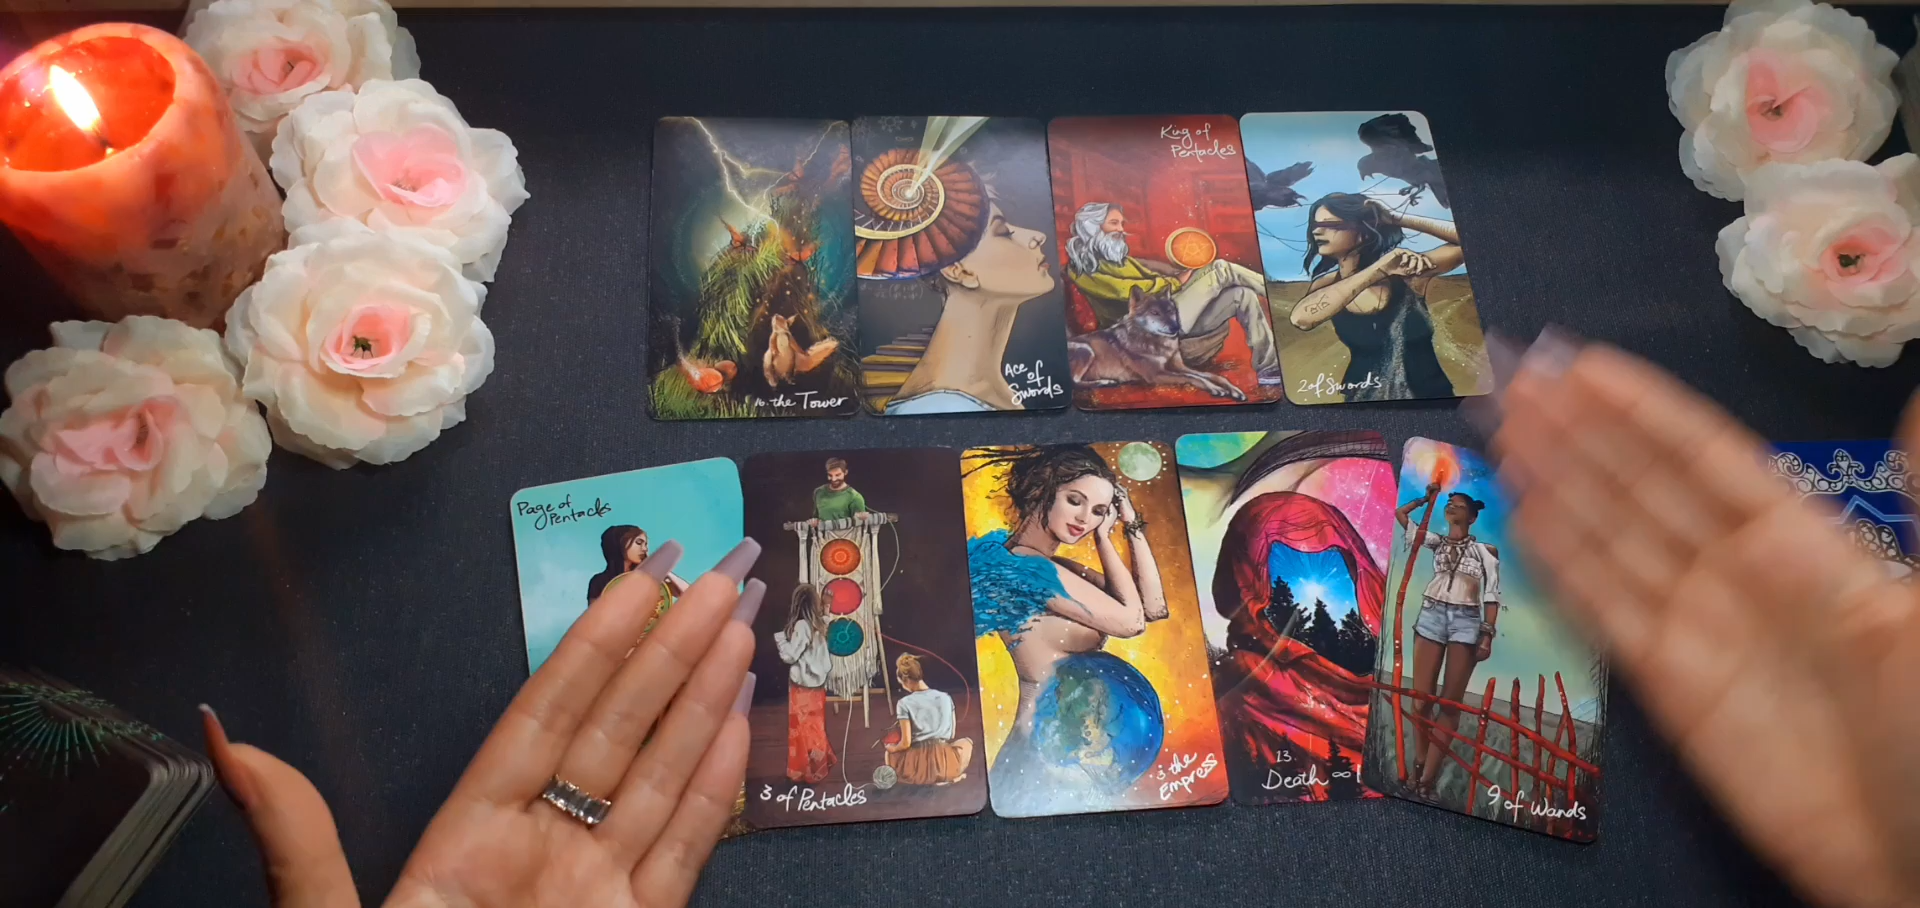 16. the Tower
Ace
of
Swords
King of
Pentacles
2 of Swords
Page of
Pentacles
3 of Pentacles
3 the
Empress
13
Death ∞
9 of Wands